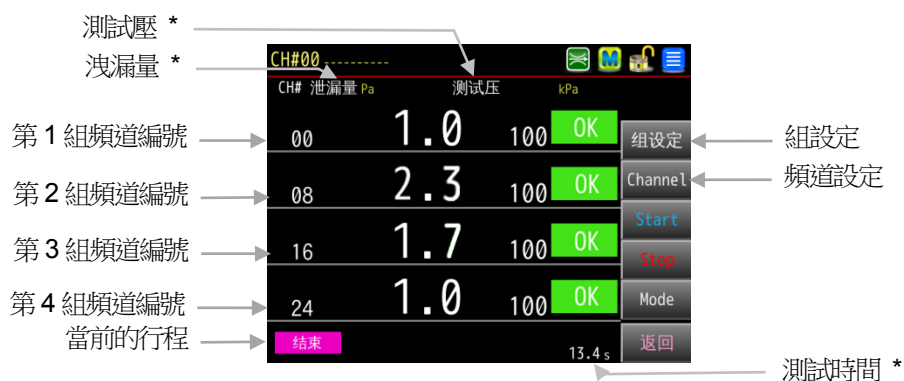 測試壓 *
洩漏量 *
CH#00 ----------
M
CH# 泄漏量 Pa 测试压 kPa
第 1 組頻道編號
00 1.0 100 OK
组设定
組設定
第 2 組頻道編號
08 2.3 100 OK
Channel
頻道設定
Start
第 3 組頻道編號
16 1.7 100 OK
Stop
第 4 組頻道編號
24 1.0 100 OK
Mode
當前的行程
结束
13.4 s
返回
測試時間 *